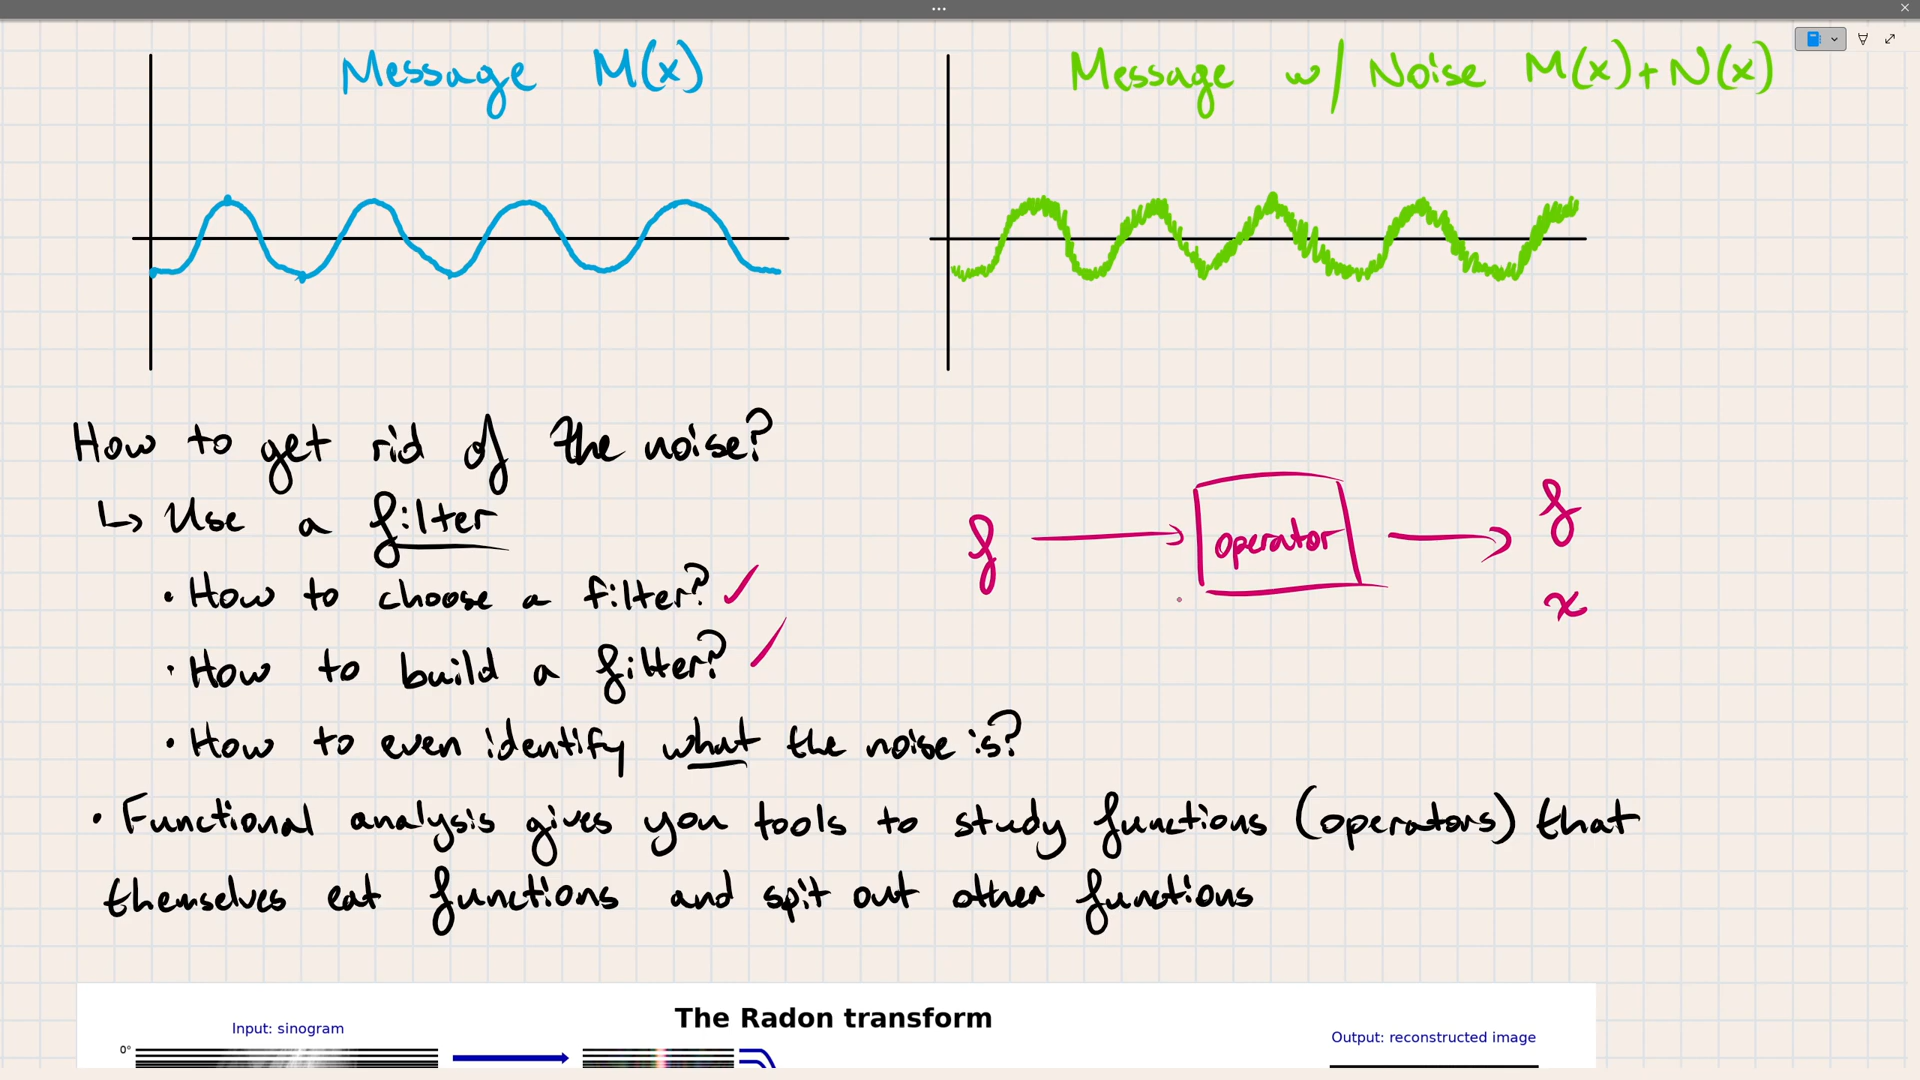 Message M(x)
Message w/ Noise M(x)+N(x)
How to get rid of the noise?
↳ Use a filter
• How to choose a filter? ✓
• How to build a filter? ✓
• How to even identify what the noise is?
f → operator → f
x
• Functional analysis gives you tools to study functions (operators) that
themselves eat functions and spit out other functions
The Radon transform
Input: sinogram
Output: reconstructed image
0°